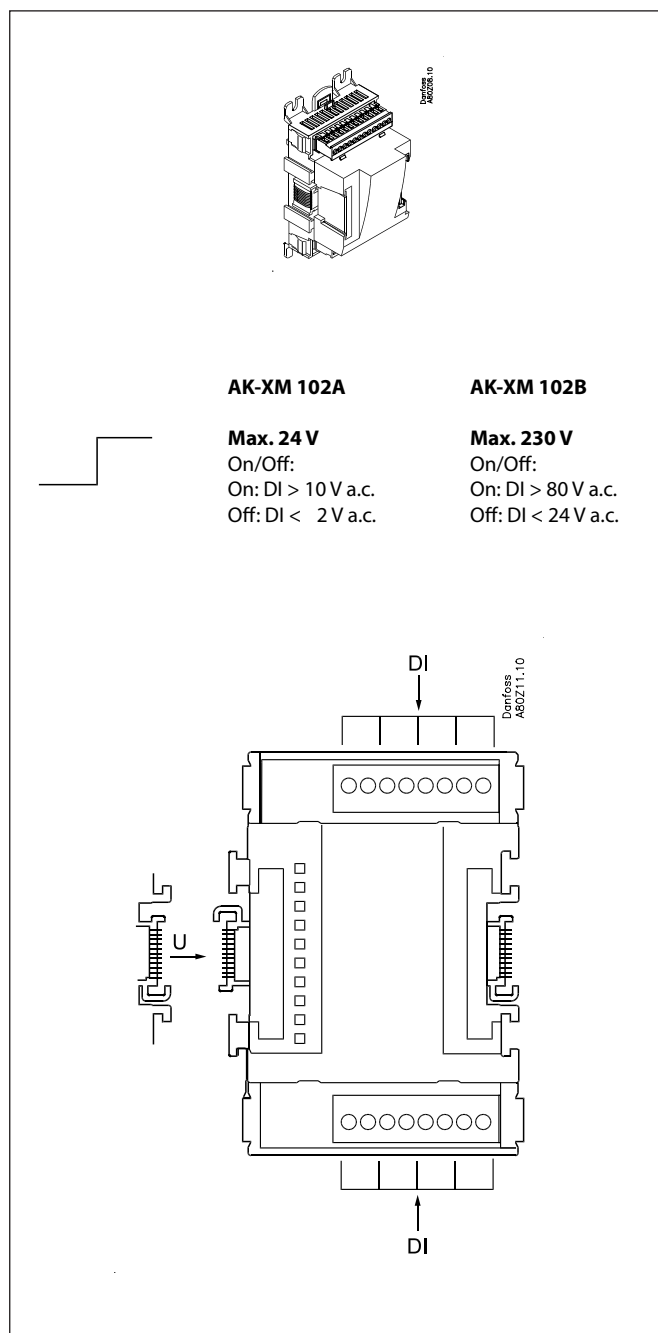 Danfoss
A80Z08.10
AK-XM 102A
Max. 24 V
On/Off:
On: DI > 10 V a.c.
Off: DI < 2 V a.c.
AK-XM 102B
Max. 230 V
On/Off:
On: DI > 80 V a.c.
Off: DI < 24 V a.c.
DI
Danfoss
A80Z11.10
U
DI